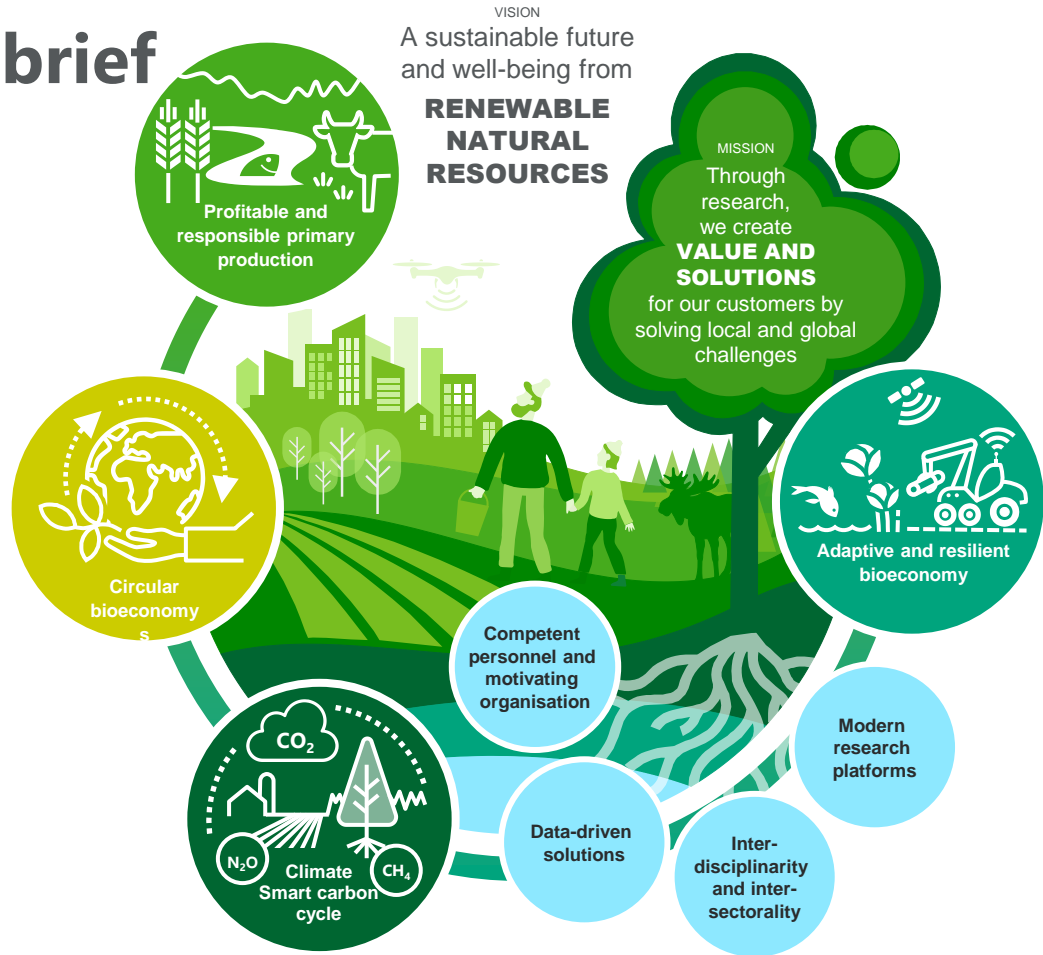 brief
VISION
A sustainable future
and well-being from
RENEWABLE
NATURAL
RESOURCES
MISSION
Through
research,
we create
VALUE AND
SOLUTIONS
for our customers by
solving local and global
challenges
Profitable and
responsible primary
production
Circular
bioeconomy
s
Adaptive and resilient
bioeconomy
CO₂
N₂O
CH₄
Climate
Smart carbon
cycle
Competent
personnel and
motivating
organisation
Data-driven
solutions
Inter-
disciplinarity
and inter-
sectorality
Modern
research
platforms